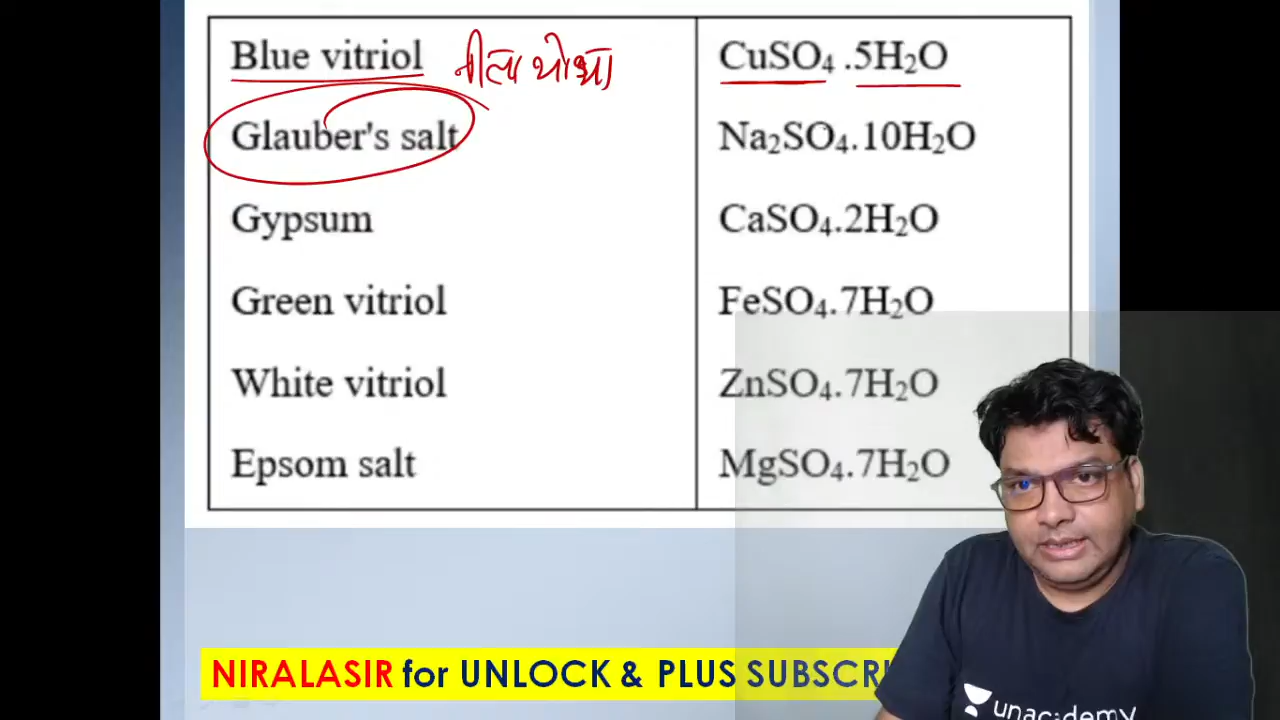 Blue vitriol नीला थोथा CuSO₄ .5H₂O
Glauber's salt Na₂SO₄.10H₂O
Gypsum CaSO₄.2H₂O
Green vitriol FeSO₄.7H₂O
White vitriol ZnSO₄.7H₂O
Epsom salt MgSO₄.7H₂O
NIRALASIR for UNLOCK & PLUS SUBSCRI
unacademy